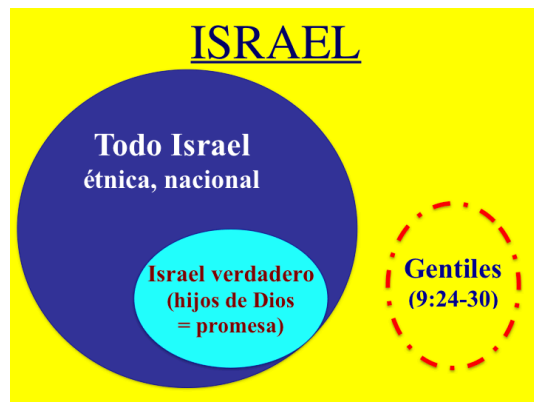 ISRAEL
Todo Israel
étnica, nacional
Israel verdadero
(hijos de Dios
= promesa)
Gentiles
(9:24-30)